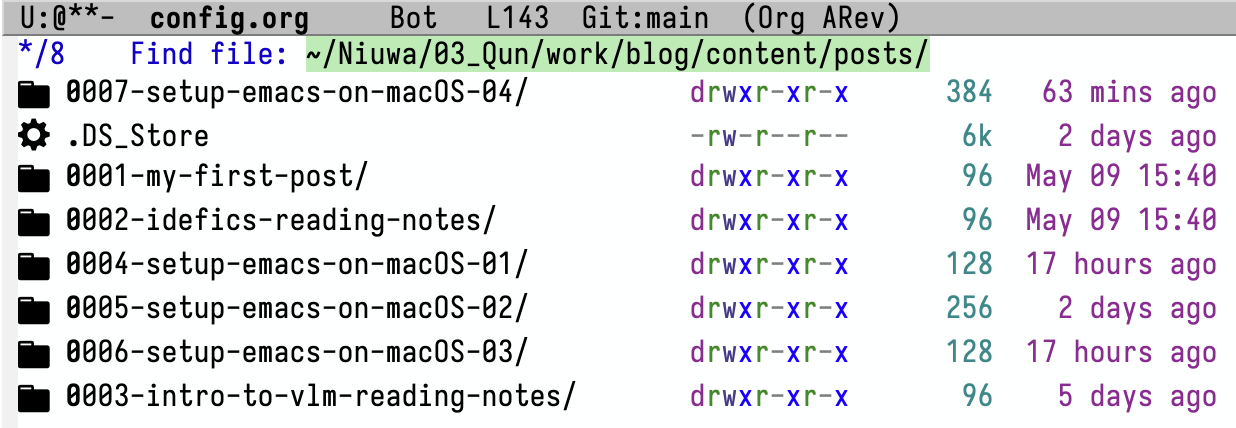 U:@**-  config.org     Bot   L143  Git:main  (Org ARev)
*/8    Find file: ~/Niuwa/03_Qun/work/blog/content/posts/
0007-setup-emacs-on-macOS-04/ drwxr-xr-x 384 63 mins ago
.DS_Store -rw-r--r-- 6k 2 days ago
0001-my-first-post/ drwxr-xr-x 96 May 09 15:40
0002-idefics-reading-notes/ drwxr-xr-x 96 May 09 15:40
0004-setup-emacs-on-macOS-01/ drwxr-xr-x 128 17 hours ago
0005-setup-emacs-on-macOS-02/ drwxr-xr-x 256 2 days ago
0006-setup-emacs-on-macOS-03/ drwxr-xr-x 128 17 hours ago
0003-intro-to-vlm-reading-notes/ drwxr-xr-x 96 5 days ago